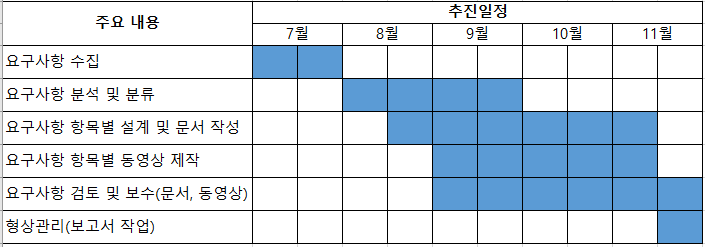 주요 내용
추진일정
7월 8월 9월 10월 11월
요구사항 수집
요구사항 분석 및 분류
요구사항 항목별 설계 및 문서 작성
요구사항 항목별 동영상 제작
요구사항 검토 및 보수(문서, 동영상)
형상관리(보고서 작업)